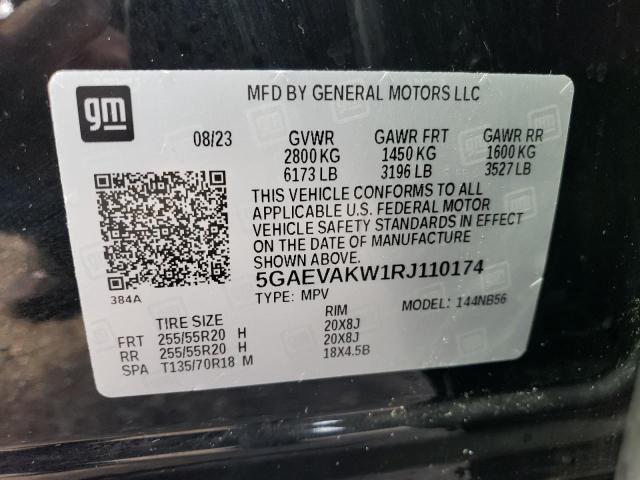 gm
MFD BY GENERAL MOTORS LLC
08/23 GVWR GAWR FRT GAWR RR
2800 KG 1450 KG 1600 KG
6173 LB 3196 LB 3527 LB
THIS VEHICLE CONFORMS TO ALL
APPLICABLE U.S. FEDERAL MOTOR
VEHICLE SAFETY STANDARDS IN EFFECT
ON THE DATE OF MANUFACTURE
SHOWN ABOVE.
384A
5GAEVAKW1RJ110174
TYPE: MPV MODEL: 144NB56
TIRE SIZE RIM
FRT 255/55R20 H 20X8J
RR 255/55R20 H 20X8J
SPA T135/70R18 M 18X4.5B